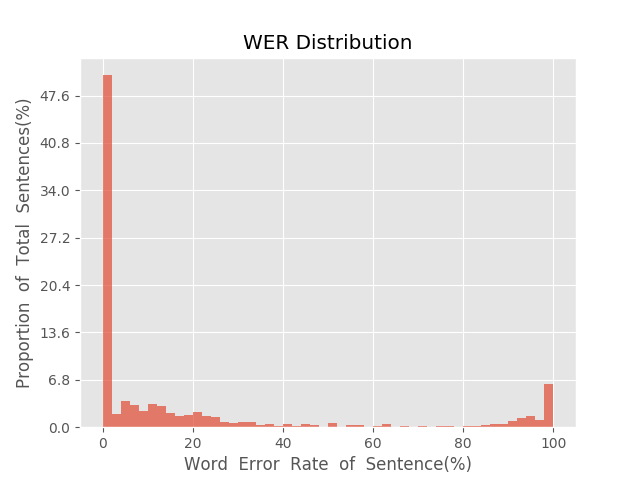 WER Distribution
Proportion of Total Sentences(%)
47.6
40.8
34.0
27.2
20.4
13.6
6.8
0.0
0 20 40 60 80 100
Word Error Rate of Sentence(%)